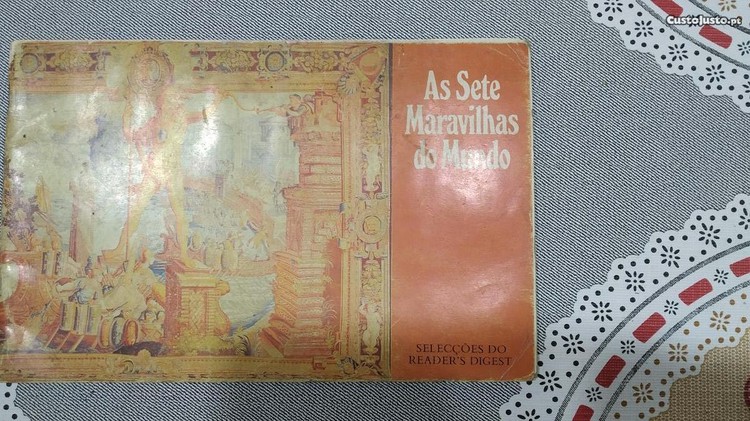 CustoJusto.pt
As Sete
Maravilhas
do Mundo
SELECÇÕES DO
READER'S DIGEST